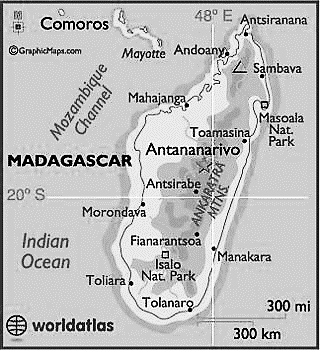 48° E
Comoros
Antsiranana
©GraphicMaps.com
Mayotte
Andoany
Sambava
Mozambique
Channel
Mahajanga
Masoala
Nat.
Park
Toamasina
MADAGASCAR
Antananarivo
Antsirabe
ANKARATRA
MTNS.
20° S
Morondava
Indian
Ocean
Fianarantsoa
Manakara
Isalo
Nat. Park
Toliara
Tolanaro
300 mi
300 km
worldatlas